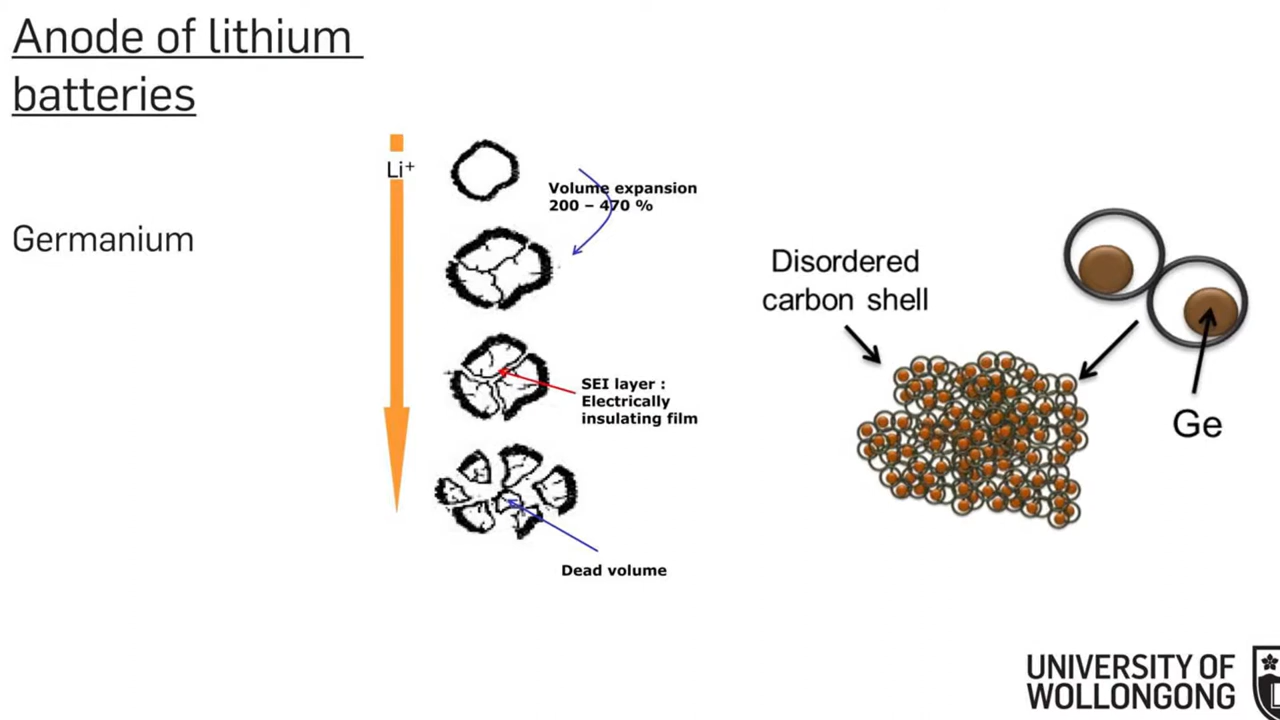 Anode of lithium
batteries
Li⁺
Volume expansion
200 – 470 %
Germanium
Disordered
carbon shell
SEI layer :
Electrically
insulating film
Ge
Dead volume
UNIVERSITY OF
WOLLONGONG